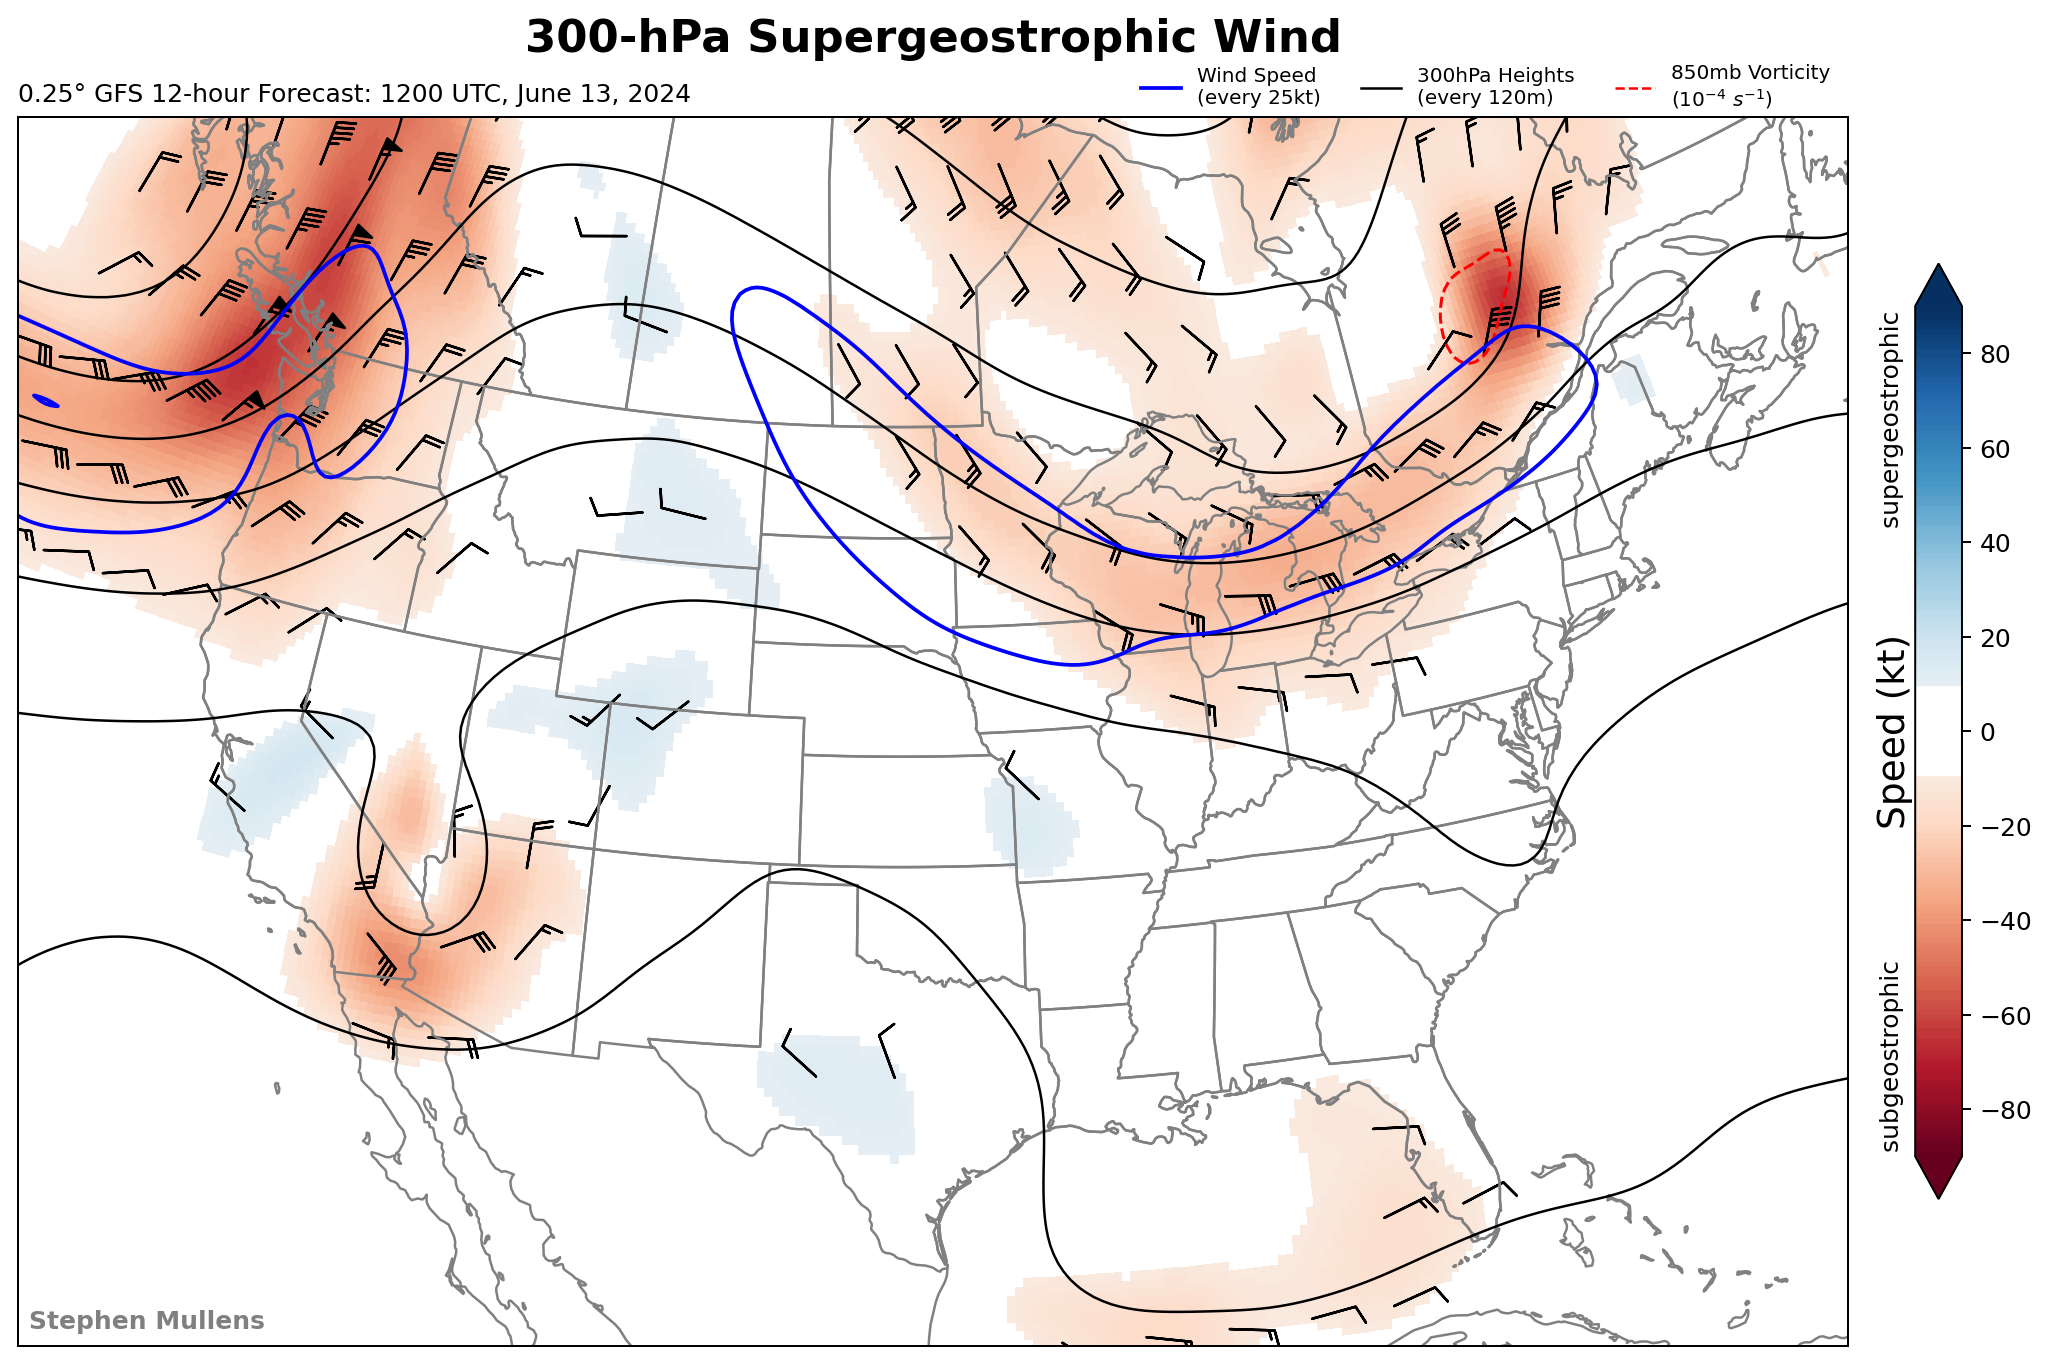 300-hPa Supergeostrophic Wind
0.25° GFS 12-hour Forecast: 1200 UTC, June 13, 2024
Wind Speed
(every 25kt)
300hPa Heights
(every 120m)
850mb Vorticity
(10⁻⁴ s⁻¹)
supergeostrophic
Speed (kt)
subgeostrophic
80
60
40
20
0
−20
−40
−60
−80
Stephen Mullens